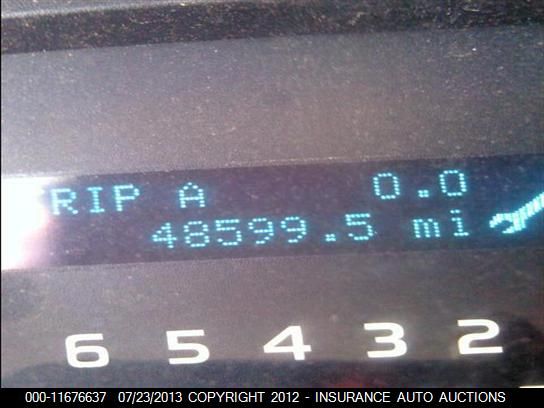 RIP A 0.0
48599.5 mi
6 5 4 3 2
000-11676637 07/23/2013 COPYRIGHT 2012 - INSURANCE AUTO AUCTIONS